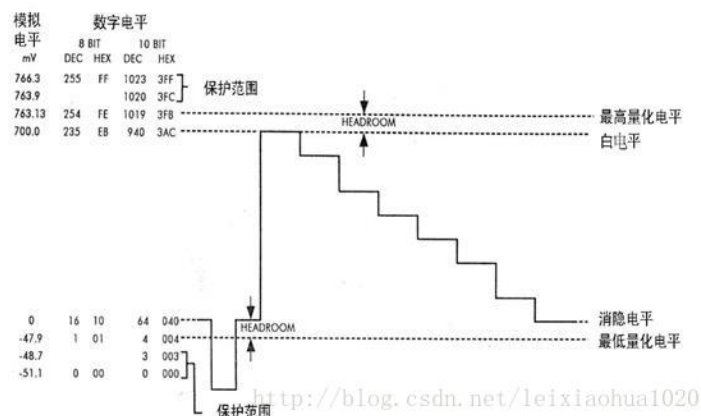 模拟 数字电平
电平 8 BIT 10 BIT
mV DEC HEX DEC HEX
766.3 255 FF 1023 3FF
保护范围
763.9 1020 3FC
763.13 254 FE 1019 3FB 最高量化电平
HEADROOM
700.0 235 EB 940 3AC 白电平
0 16 10 64 040 消隐电平
HEADROOM
-47.9 1 01 4 004 最低量化电平
-48.7 3 003
-51.1 0 00 0 000
http://blog.csdn.net/leixiaohua1020
保护范围